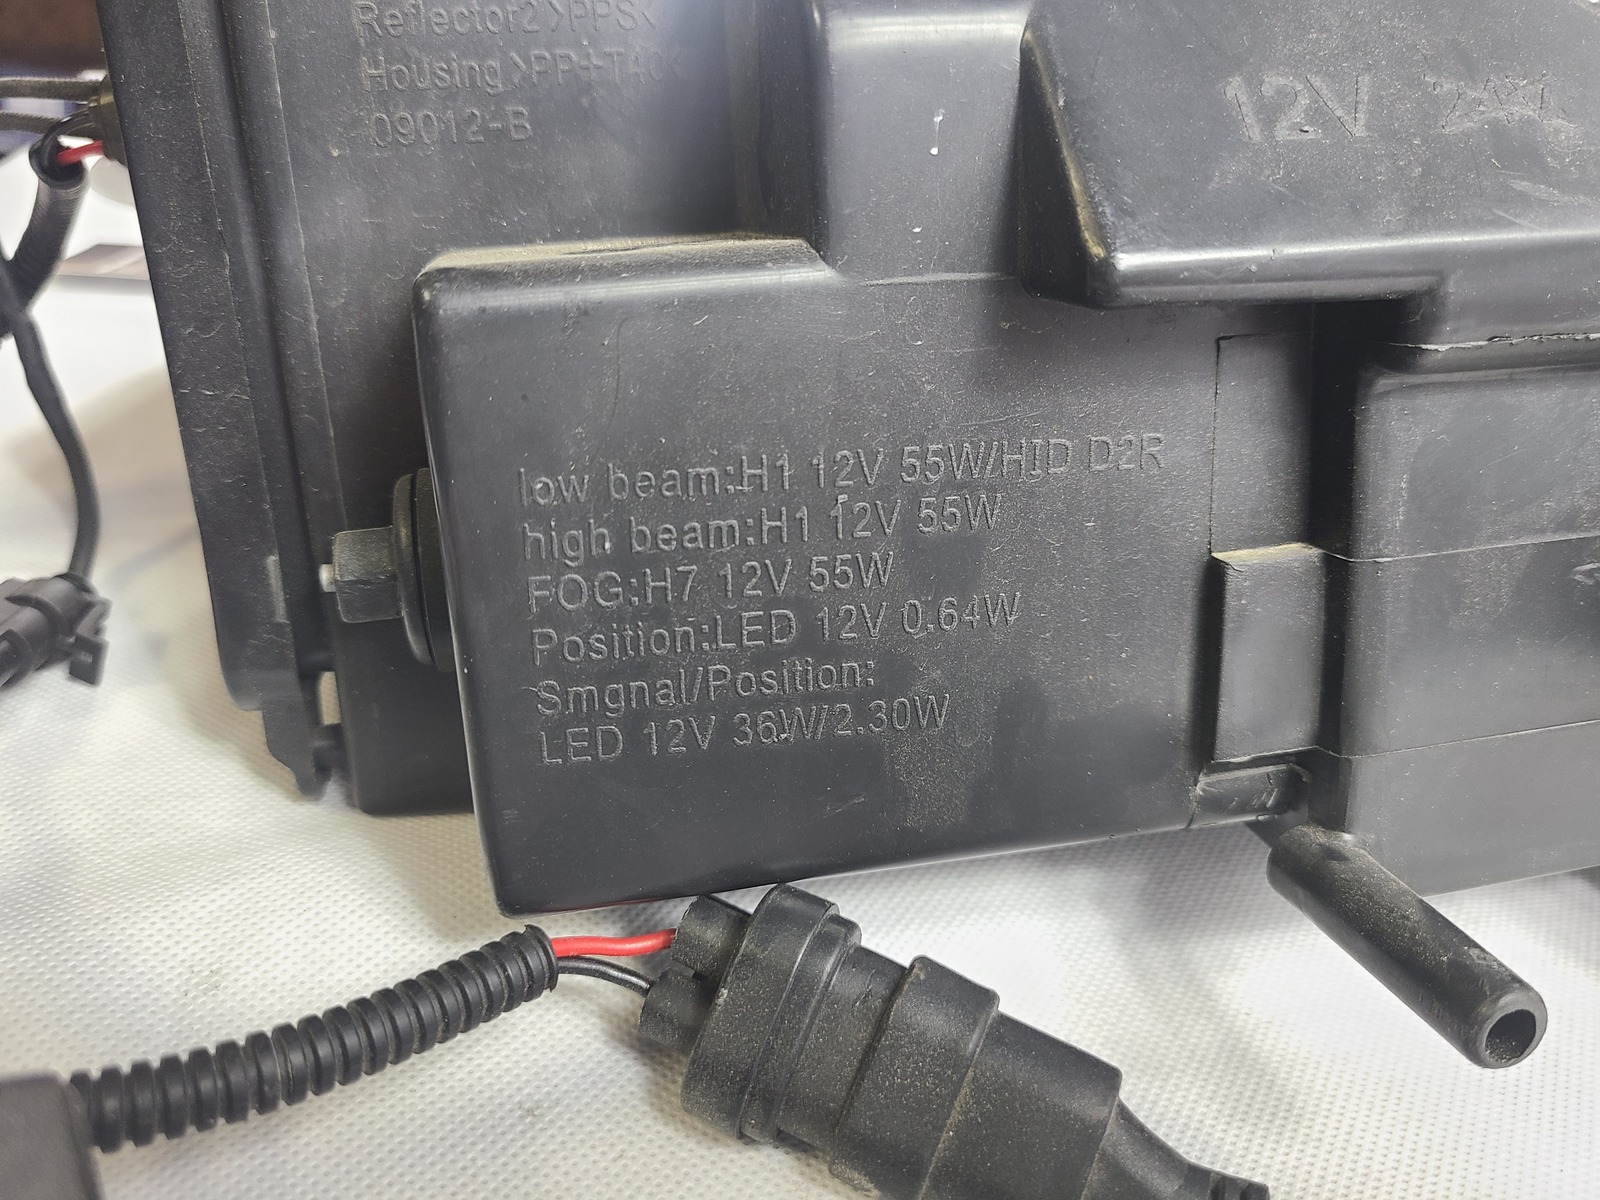 Reflector2>PPS<
Housing>PP+T40<
09012-B
12V
low beam:H1 12V 55W/HID D2R
high beam:H1 12V 55W
FOG:H7 12V 55W
Position:LED 12V 0.64W
Smgnal/Position:
LED 12V 36W/2.30W